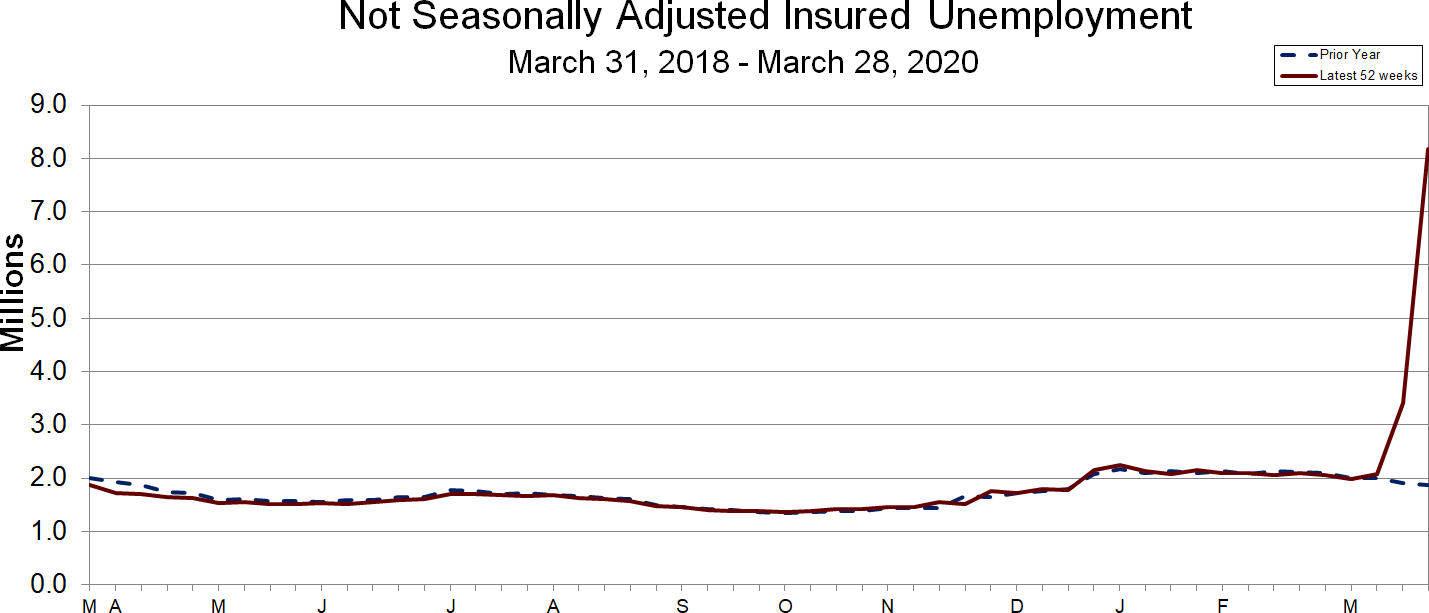 Not Seasonally Adjusted Insured Unemployment
March 31, 2018 - March 28, 2020
Prior Year
Latest 52 weeks
Millions
9.0
8.0
7.0
6.0
5.0
4.0
3.0
2.0
1.0
0.0
M A M J J A S O N D J F M